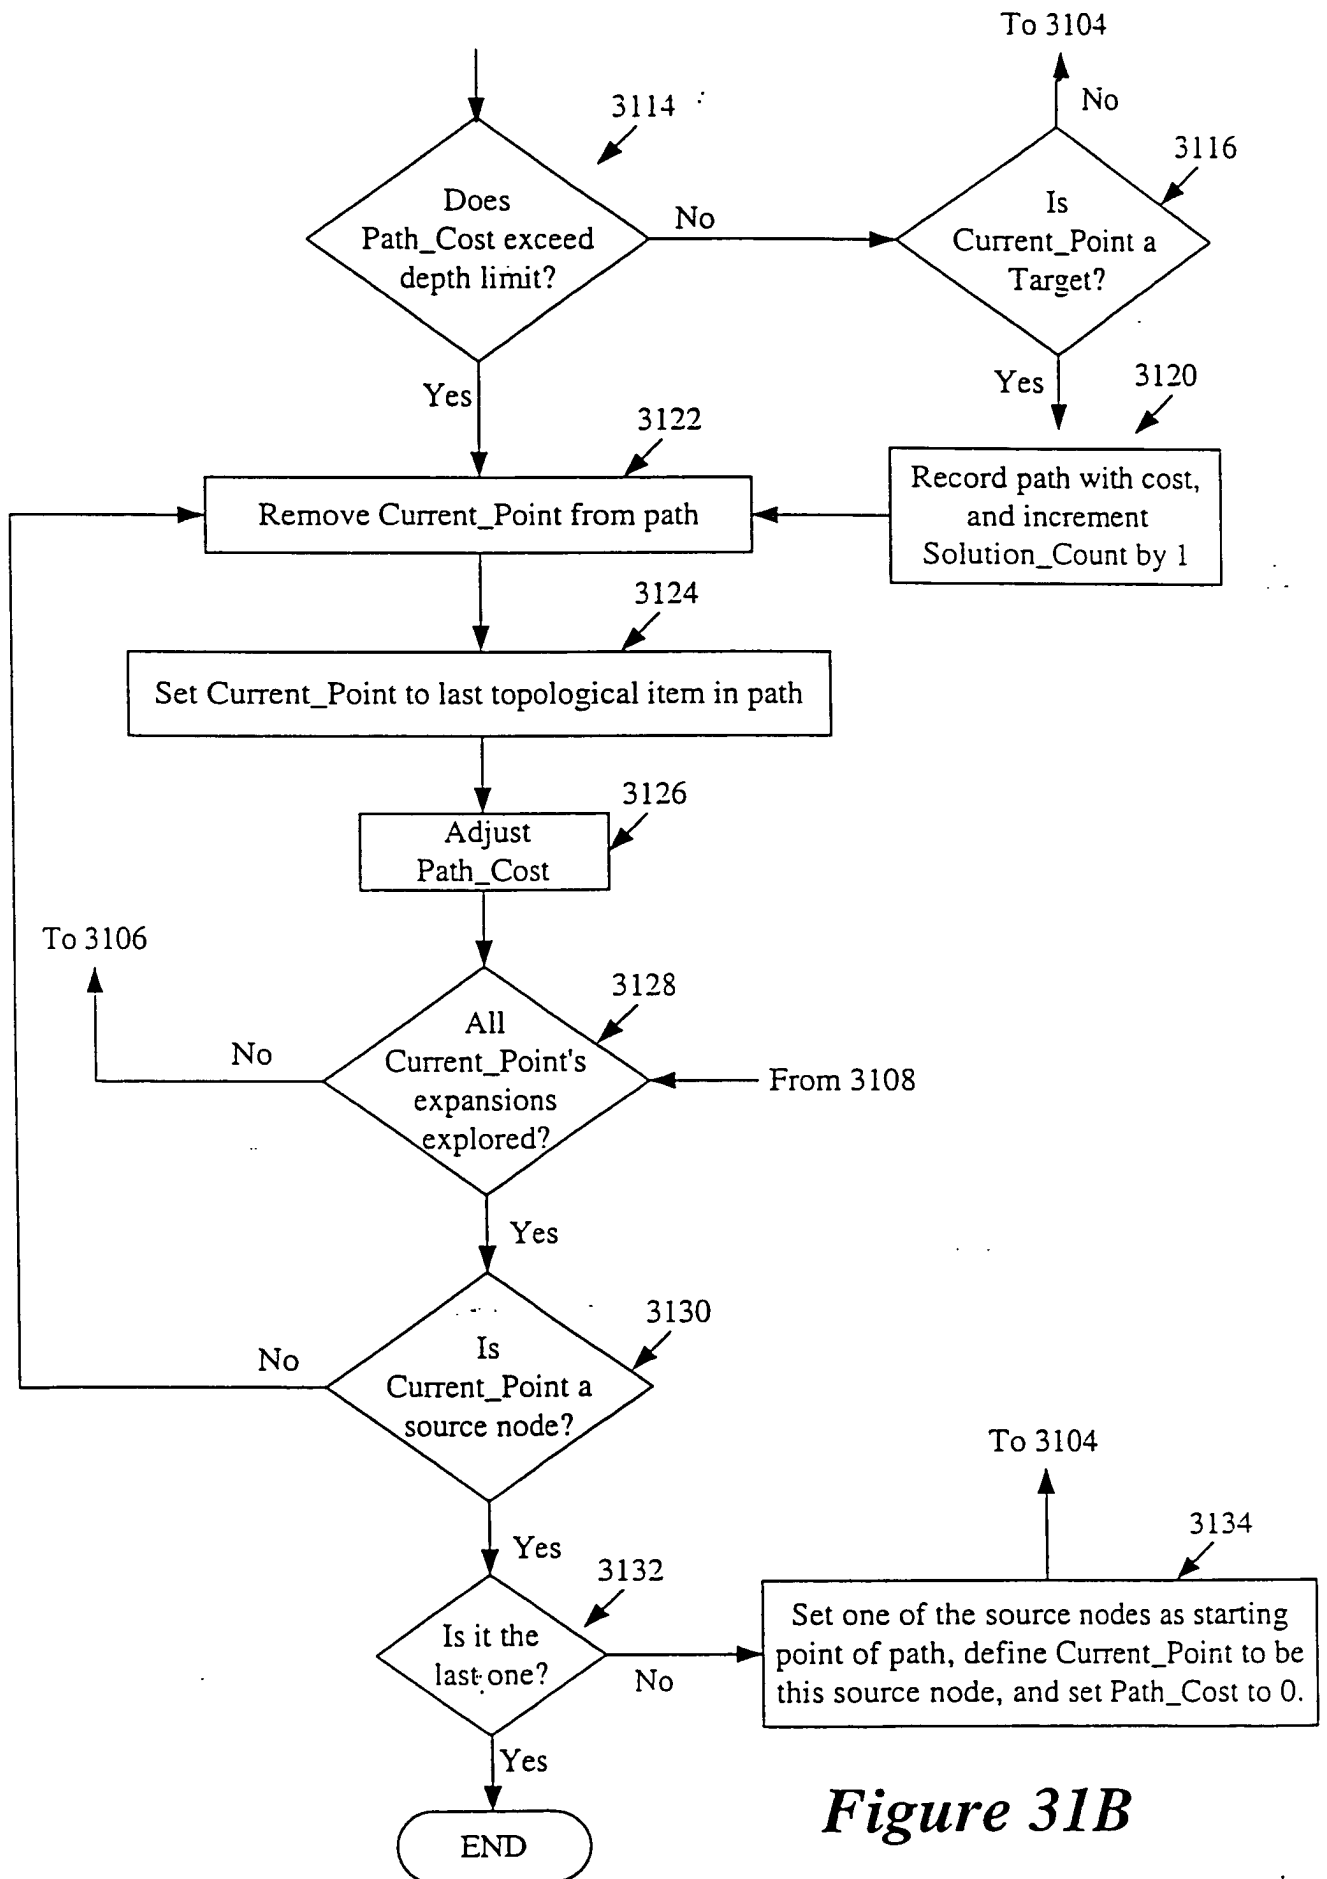 To 3104
No
3114
3116
Does
Path_Cost exceed
depth limit?
No
Is
Current_Point a
Target?
Yes
Yes
3120
3122
Remove Current_Point from path
Record path with cost,
and increment
Solution_Count by 1
3124
Set Current_Point to last topological item in path
3126
Adjust
Path_Cost
To 3106
3128
No
All
Current_Point's
expansions
explored?
From 3108
Yes
3130
No
Is
Current_Point a
source node?
To 3104
Yes
3134
3132
Is it the
last one?
No
Set one of the source nodes as starting
point of path, define Current_Point to be
this source node, and set Path_Cost to 0.
Yes
END
Figure 31B